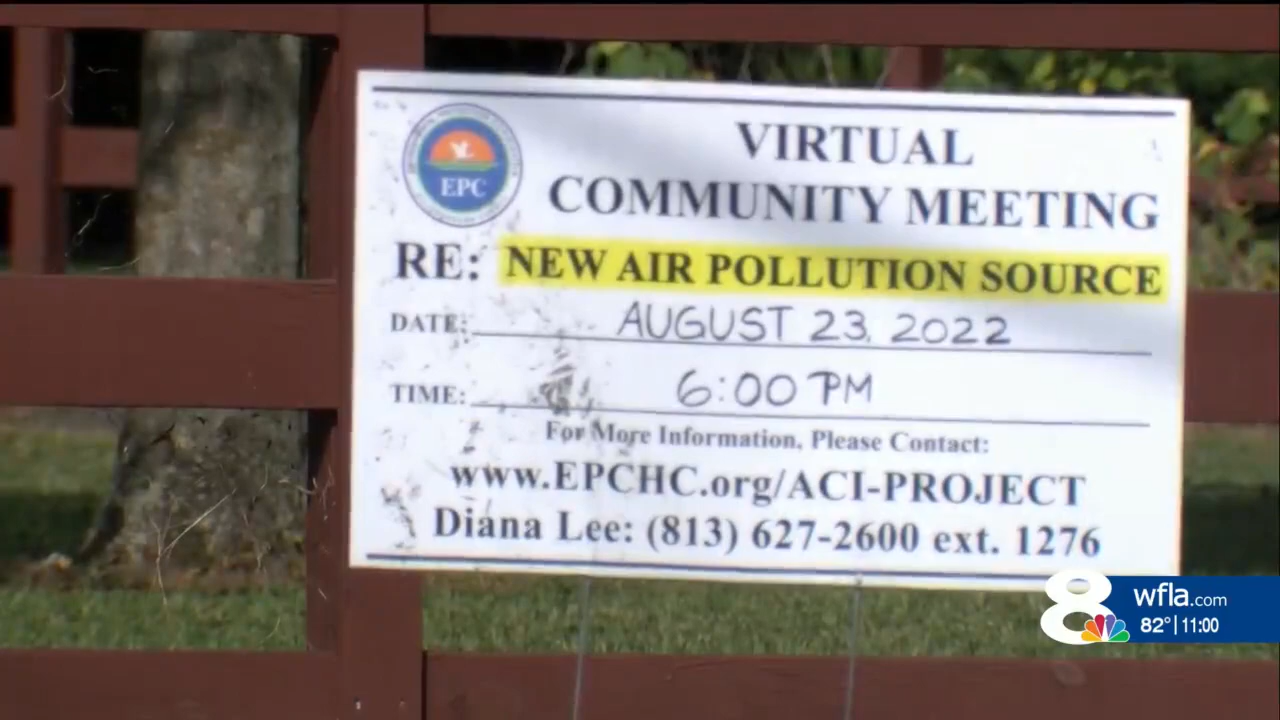 EPC
VIRTUAL
COMMUNITY MEETING
RE: NEW AIR POLLUTION SOURCE
DATE: AUGUST 23, 2022
TIME: 6:00 PM
For More Information, Please Contact:
www.EPCHC.org/ACI-PROJECT
Diana Lee: (813) 627-2600 ext. 1276
8
wfla.com
82° | 11:00